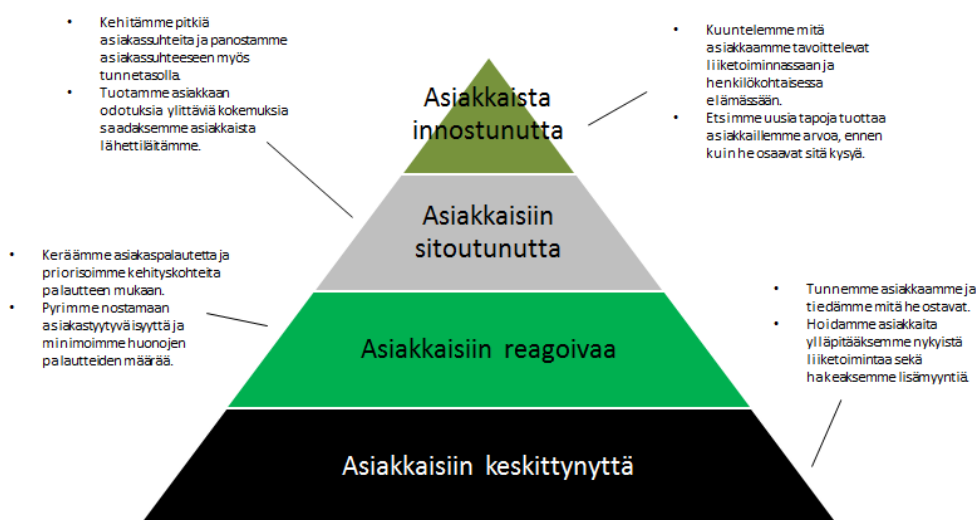 • Kehitämme pitkiä
asiakassuhteita ja panostamme
asiakassuhteeseen myös
tunnetasolla.
• Tuotamme asiakkaan
odotuksia ylittäviä kokemuksia
saadaksemme asiakkaista
lähettiläitämme.
• Kuuntelemme mitä
asiakkaamme tavoittelevat
liiketoiminnassaan ja
henkilökohtaisessa
elämässään.
• Etsimme uusia tapoja tuottaa
asiakkaillemme arvoa, ennen
kuin he osaavat sitä kysyä.
Asiakkaista
innostunutta
Asiakkaisiin
sitoutunutta
• Keräämme asiakaspalautetta ja
priorisoimme kehityskohteita
palautteen mukaan.
• Pyrimme nostamaan
asiakastyytyväisyyttä ja
minimoimme huonojen
palautteiden määrää.
Asiakkaisiin reagoivaa
• Tunnemme asiakkaamme ja
tiedämme mitä he ostavat.
• Hoidamme asiakkaita
ylläpitääksemme nykyistä
liiketoimintaa sekä
hakeaksemme lisämyyntiä.
Asiakkaisiin keskittynyttä